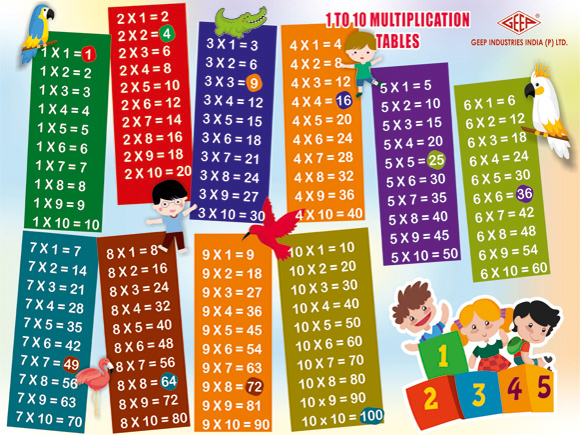 1 TO 10 MULTIPLICATION
TABLES
GEEP
GEEP INDUSTRIES INDIA (P) LTD.
1 X 1 = 1
1 X 2 = 2
1 X 3 = 3
1 X 4 = 4
1 X 5 = 5
1 X 6 = 6
1 X 7 = 7
1 X 8 = 8
1 X 9 = 9
1 X 10 = 10
2 X 1 = 2
2 X 2 = 4
2 X 3 = 6
2 X 4 = 8
2 X 5 = 10
2 X 6 = 12
2 X 7 = 14
2 X 8 = 16
2 X 9 = 18
2 X 10 = 20
3 X 1 = 3
3 X 2 = 6
3 X 3 = 9
3 X 4 = 12
3 X 5 = 15
3 X 6 = 18
3 X 7 = 21
3 X 8 = 24
3 X 9 = 27
3 X 10 = 30
4 X 1 = 4
4 X 2 = 8
4 X 3 = 12
4 X 4 = 16
4 X 5 = 20
4 X 6 = 24
4 X 7 = 28
4 X 8 = 32
4 X 9 = 36
4 X 10 = 40
5 X 1 = 5
5 X 2 = 10
5 X 3 = 15
5 X 4 = 20
5 X 5 = 25
5 X 6 = 30
5 X 7 = 35
5 X 8 = 40
5 X 9 = 45
5 X 10 = 50
6 X 1 = 6
6 X 2 = 12
6 X 3 = 18
6 X 4 = 24
6 X 5 = 30
6 X 6 = 36
6 X 7 = 42
6 X 8 = 48
6 X 9 = 54
6 X 10 = 60
7 X 1 = 7
7 X 2 = 14
7 X 3 = 21
7 X 4 = 28
7 X 5 = 35
7 X 6 = 42
7 X 7 = 49
7 X 8 = 56
7 X 9 = 63
7 X 10 = 70
8 X 1 = 8
8 X 2 = 16
8 X 3 = 24
8 X 4 = 32
8 X 5 = 40
8 X 6 = 48
8 X 7 = 56
8 X 8 = 64
8 X 9 = 72
8 X 10 = 80
9 X 1 = 9
9 X 2 = 18
9 X 3 = 27
9 X 4 = 36
9 X 5 = 45
9 X 6 = 54
9 X 7 = 63
9 X 8 = 72
9 X 9 = 81
9 X 10 = 90
10 X 1 = 10
10 X 2 = 20
10 X 3 = 30
10 X 4 = 40
10 X 5 = 50
10 X 6 = 60
10 X 7 = 70
10 X 8 = 80
10 x 9 = 90
10 x 10 = 100
1
2 3 4 5